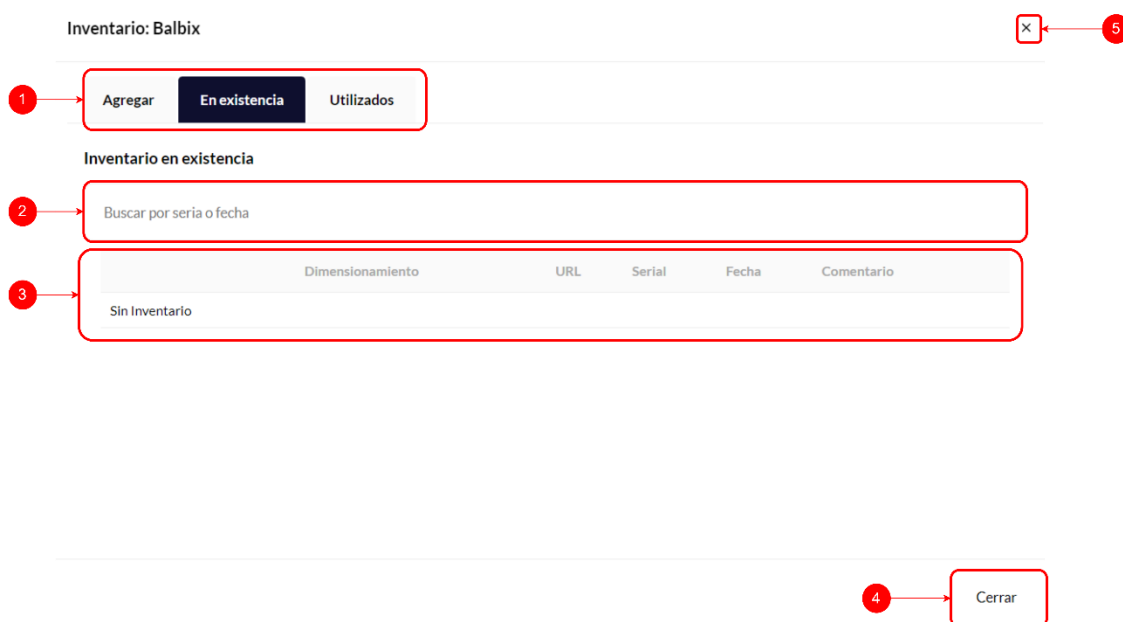 Inventario: Balbix
× 5
1 Agregar En existencia Utilizados
Inventario en existencia
2 Buscar por seria o fecha
Dimensionamiento URL Serial Fecha Comentario
3
Sin Inventario
4 Cerrar